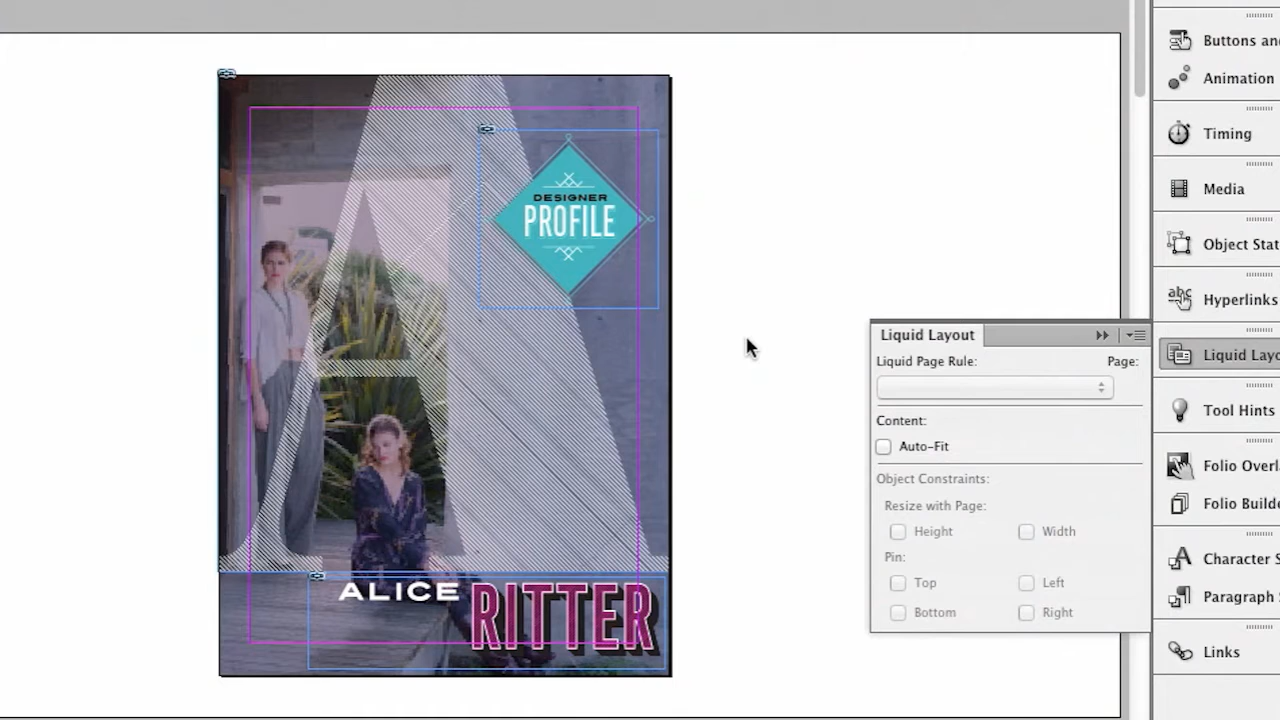 DESIGNER
PROFILE
ALICE RITTER
Liquid Layout
Liquid Page Rule: Page:
Content:
Auto-Fit
Object Constraints:
Resize with Page:
Height Width
Pin:
Top Left
Bottom Right
Buttons an
Animation
Timing
Media
Object Stat
Hyperlinks
Liquid Layo
Tool Hints
Folio Overl
Folio Builde
Character S
Paragraph S
Links